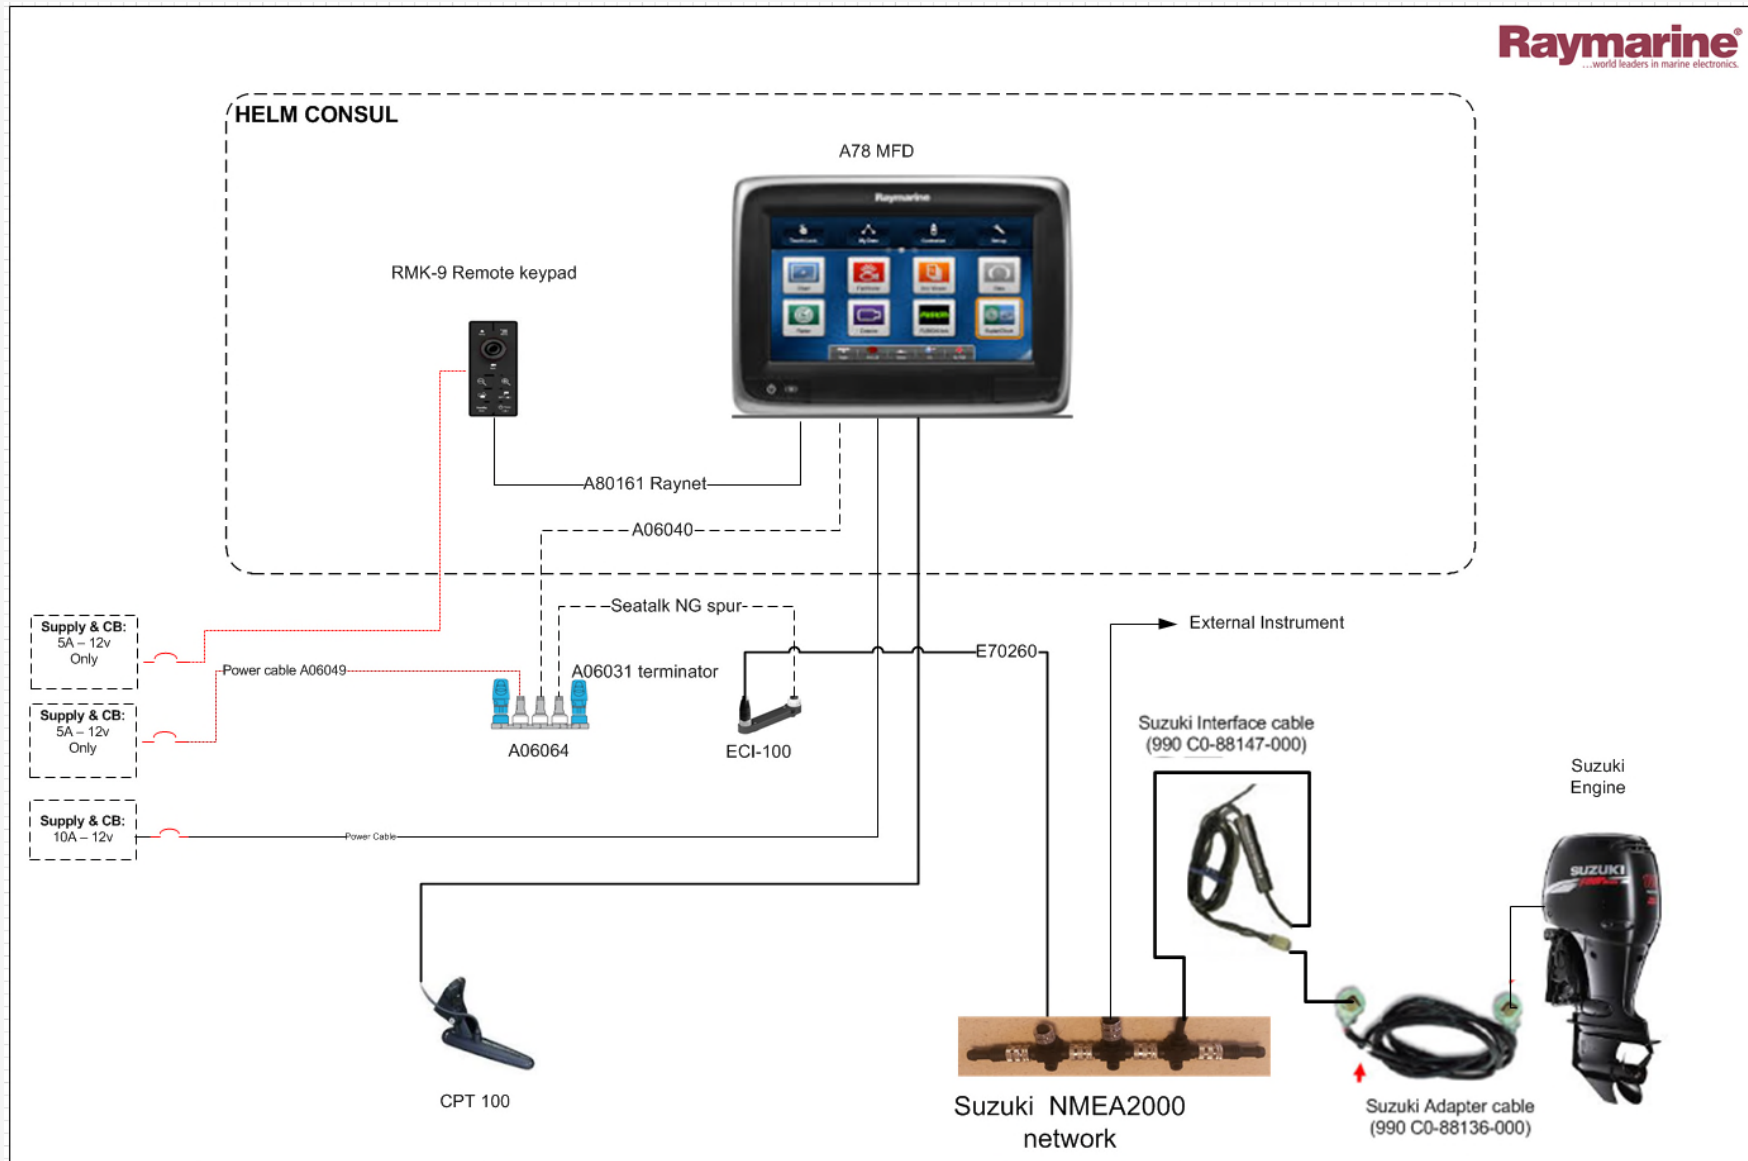 Raymarine®
...world leaders in marine electronics.
HELM CONSUL
A78 MFD
Raymarine
RMK-9 Remote keypad
A80161 Raynet
A06040
Seatalk NG spur
External Instrument
Supply & CB:
5A – 12v
Only
E70260
Power cable A06049
A06031 terminator
Supply & CB:
5A – 12v
Only
A06064
ECI-100
Suzuki Interface cable
(990 C0-88147-000)
Suzuki
Engine
Supply & CB:
10A – 12v
Power Cable
SUZUKI
CPT 100
Suzuki NMEA2000
network
Suzuki Adapter cable
(990 C0-88136-000)